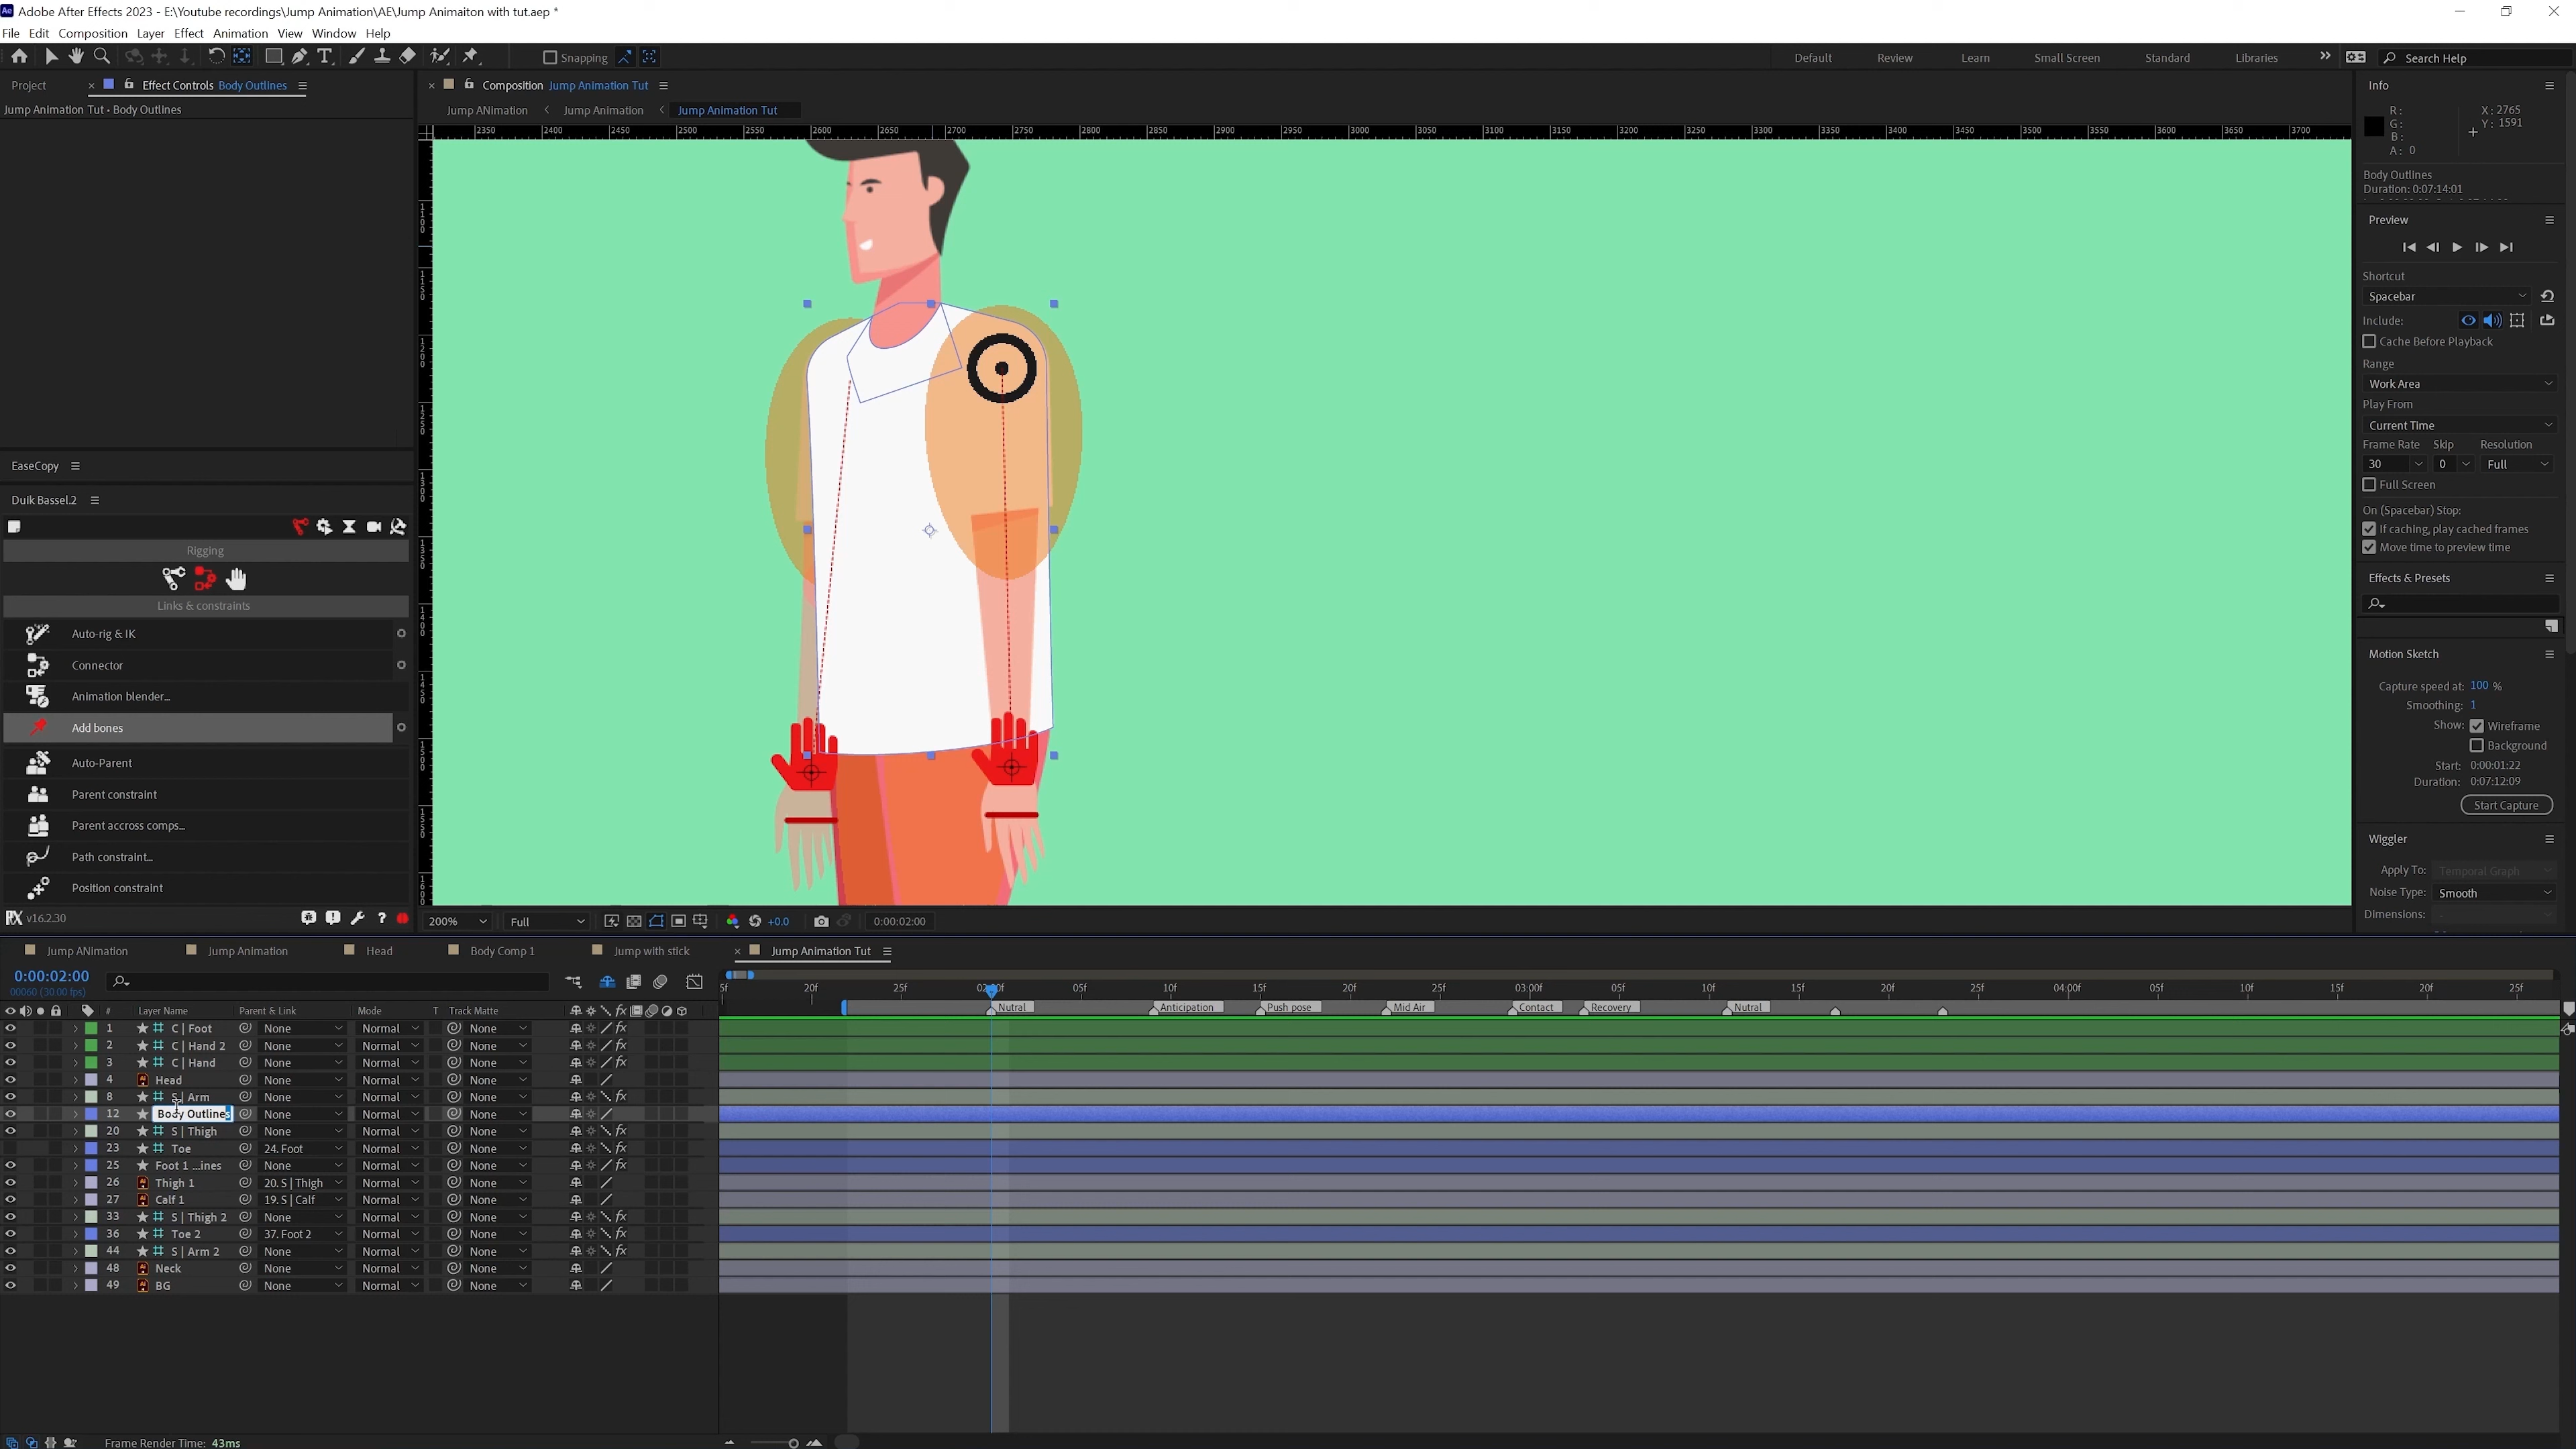 Adobe After Effects 2023 - E:\Youtube recordings\Jump Animation\AE\Jump Animaiton with tut.aep *
File Edit Composition Layer Effect Animation View Window Help
Snapping Default Review Learn Small Screen Standard Libraries Search Help
Project Effect Controls Body Outlines
Jump Animation Tut • Body Outlines
Composition Jump Animation Tut
Jump ANimation Jump Animation Jump Animation Tut
2350 2400 2450 2500 2550 2600 2650 2700 2750 2800 2850 2900 2950 3000 3050 3100 3150 3200 3250 3300 3350 3400 3450 3500 3550 3600 3650 3700
Info
R: X: 2765
G: Y: 1591
B:
A: 0
Body Outlines
Duration: 0:07:14:01
Preview
Shortcut
Spacebar
Include:
Cache Before Playback
Range
Work Area
Play From
Current Time
Frame Rate Skip Resolution
30 0 Full
Full Screen
On (Spacebar) Stop:
If caching, play cached frames
Move time to preview time
Effects & Presets
Motion Sketch
Capture speed at: 100 %
Smoothing: 1
Show: Wireframe
Background
Start: 0:00:01:22
Duration: 0:07:12:09
Start Capture
Wiggler
Apply To: Temporal Graph
Noise Type: Smooth
Dimensions:
EaseCopy
Duik Bassel.2
Rigging
Links & constraints
Auto-rig & IK
Connector
Animation blender...
Add bones
Auto-Parent
Parent constraint
Parent accross comps...
Path constraint...
Position constraint
v16.2.30
200% Full +0.0 0:00:02:00
Jump ANimation Jump Animation Head Body Comp 1 Jump with stick Jump Animation Tut
0:00:02:00
00060 (30.00 fps)
5f 20f 25f 02:00f 05f 10f 15f 20f 25f 03:00f 05f 10f 15f 20f 25f 04:00f 05f 10f 15f 20f 25f
Nutral Anticipation Push pose Mid Air Contact Recovery Nutral
# Layer Name Parent & Link Mode T Track Matte
1 C | Foot None Normal None
2 C | Hand 2 None Normal None
3 C | Hand None Normal None
4 Head None Normal None
8 S | Arm None Normal None
12 Body Outlines None Normal None
20 S | Thigh None Normal None
23 Toe 24. Foot Normal None
25 Foot 1 ...ines None Normal None
26 Thigh 1 20. S | Thigh Normal None
27 Calf 1 19. S | Calf Normal None
33 S | Thigh 2 None Normal None
36 Toe 2 37. Foot 2 Normal None
44 S | Arm 2 None Normal None
48 Neck None Normal None
49 BG None Normal None
Frame Render Time: 43ms